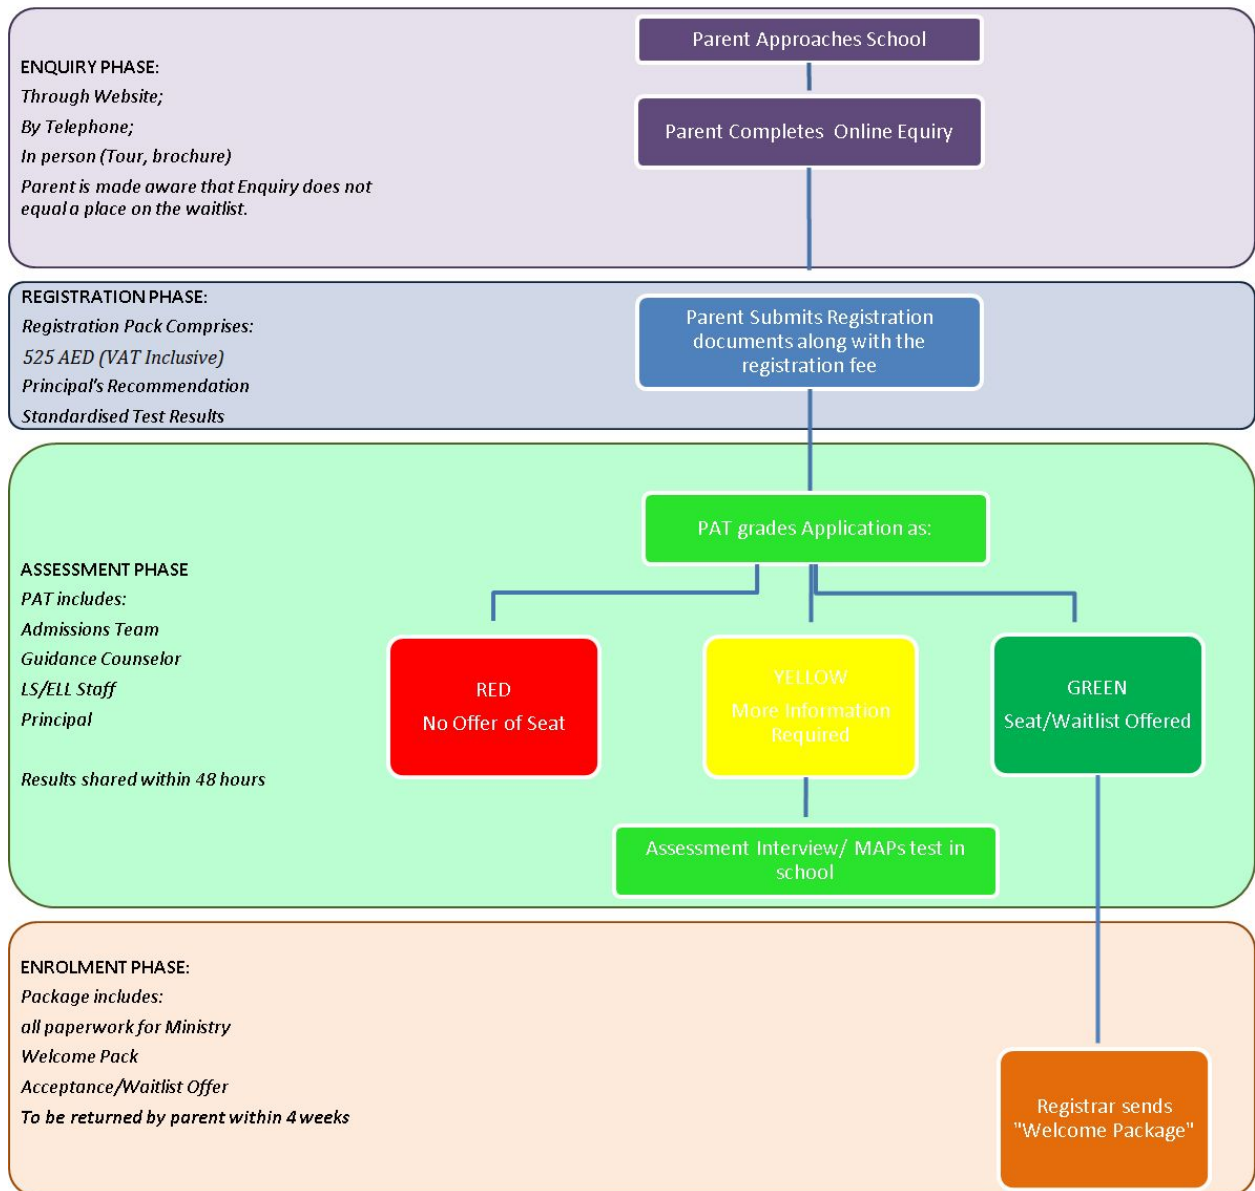 Parent Approaches School
ENQUIRY PHASE:
Through Website;
By Telephone;
In person (Tour, brochure)
Parent is made aware that Enquiry does not
equal a place on the waitlist.
Parent Completes Online Equiry
REGISTRATION PHASE:
Registration Pack Comprises:
525 AED (VAT Inclusive)
Principal's Recommendation
Standardised Test Results
Parent Submits Registration
documents along with the
registration fee
PAT grades Application as:
ASSESSMENT PHASE
PAT includes:
Admissions Team
Guidance Counselor
LS/ELL Staff
Principal
Results shared within 48 hours
RED
No Offer of Seat
YELLOW
More Information
Required
GREEN
Seat/Waitlist Offered
Assessment Interview/ MAPs test in
school
ENROLMENT PHASE:
Package includes:
all paperwork for Ministry
Welcome Pack
Acceptance/Waitlist Offer
To be returned by parent within 4 weeks
Registrar sends
"Welcome Package"